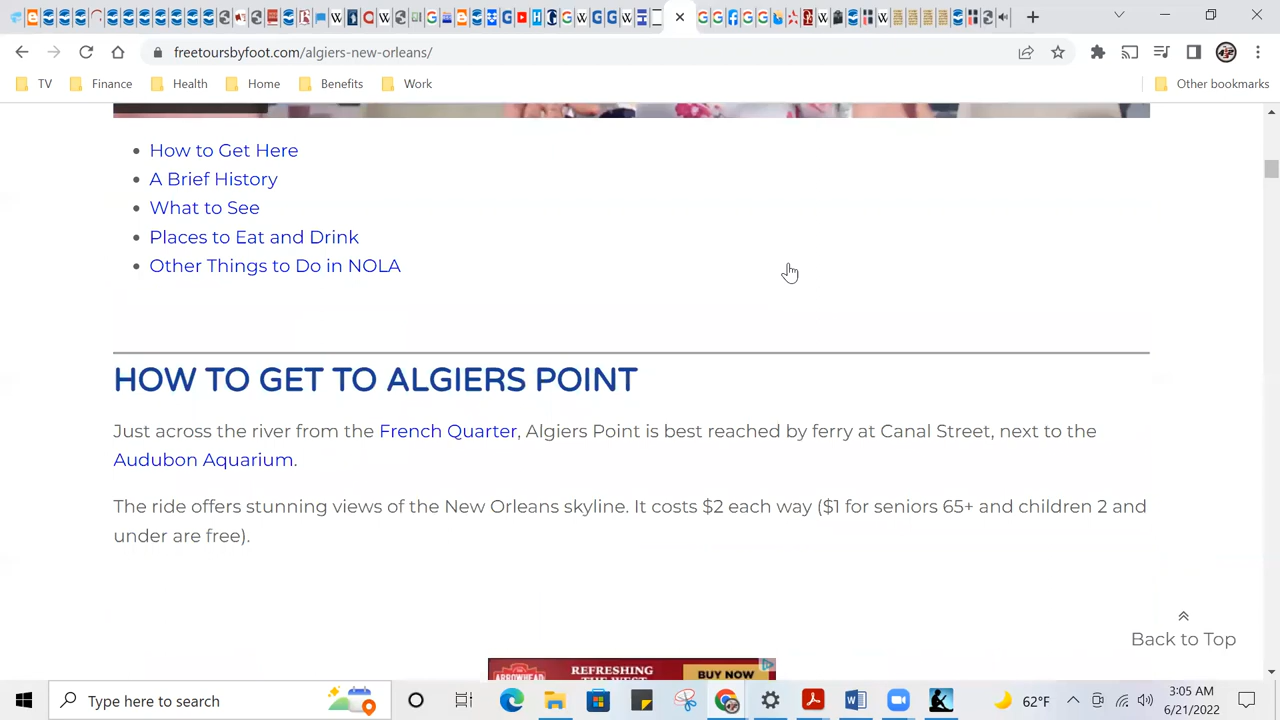 freetoursbyfoot.com/algiers-new-orleans/
TV Finance Health Home Benefits Work Other bookmarks
How to Get Here
A Brief History
What to See
Places to Eat and Drink
Other Things to Do in NOLA
HOW TO GET TO ALGIERS POINT
Just across the river from the French Quarter, Algiers Point is best reached by ferry at Canal Street, next to the
Audubon Aquarium.
The ride offers stunning views of the New Orleans skyline. It costs $2 each way ($1 for seniors 65+ and children 2 and
under are free).
Back to Top
ARROWHEAD REFRESHING THE WEST BUY NOW
Type here to search
62°F
3:05 AM
6/21/2022